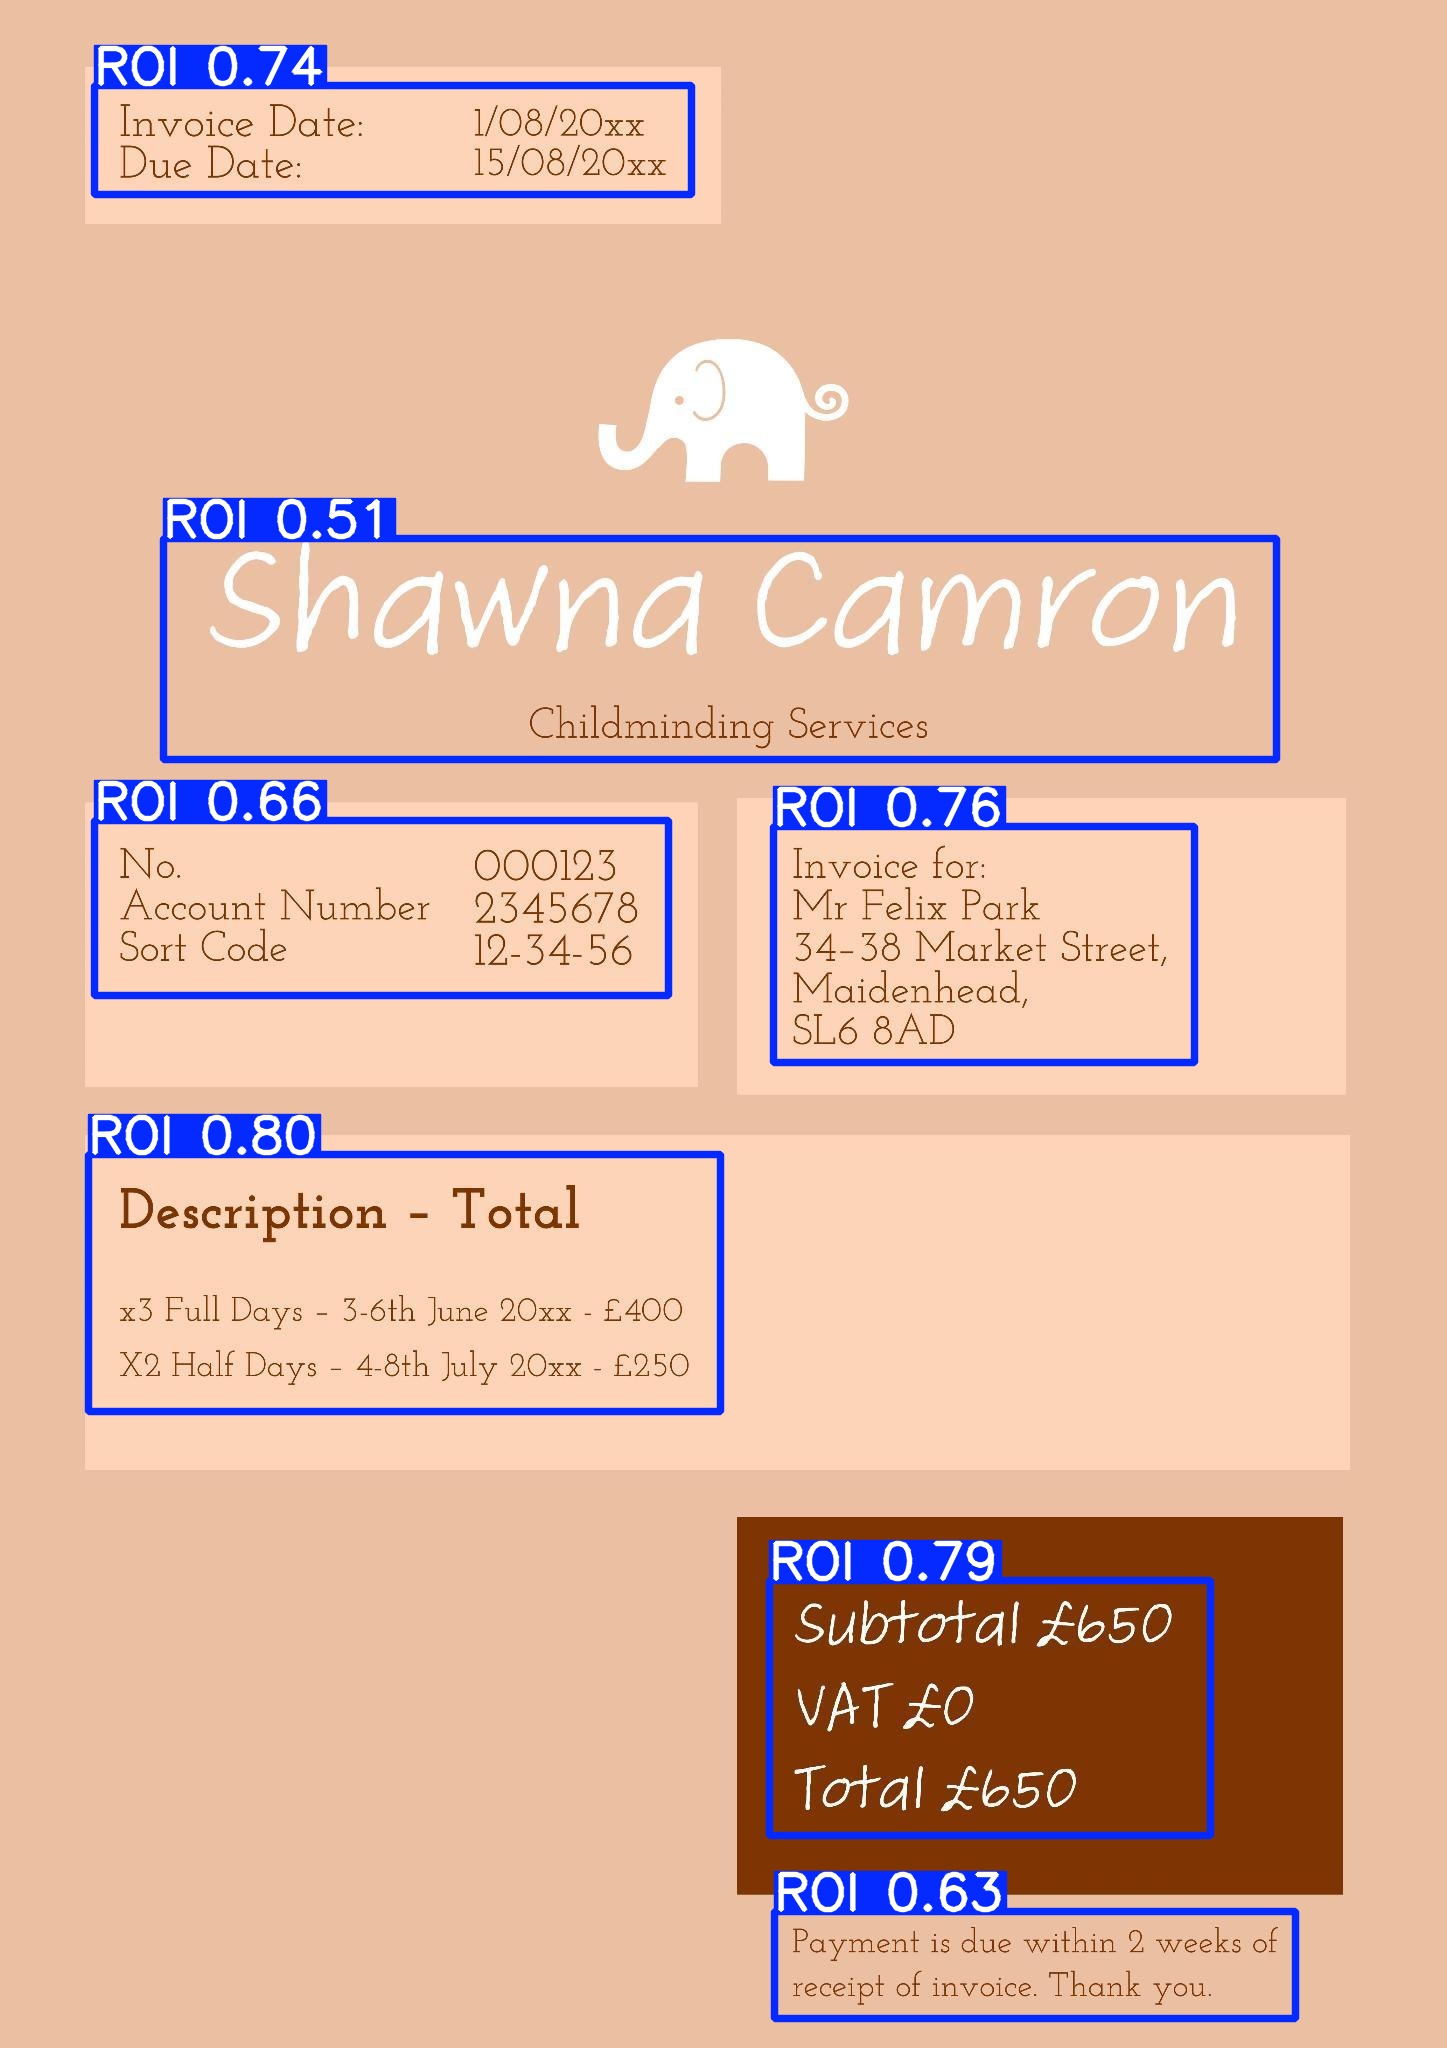 ROI 0.74
Invoice Date: 1/08/20xx
Due Date: 15/08/20xx
ROI 0.51
Shawna Camron
Childminding Services
ROI 0.66
No. 000123
Account Number 2345678
Sort Code 12-34-56
ROI 0.76
Invoice for:
Mr Felix Park
34–38 Market Street,
Maidenhead,
SL6 8AD
ROI 0.80
Description – Total
x3 Full Days – 3-6th June 20xx - £400
X2 Half Days – 4-8th July 20xx - £250
ROI 0.79
Subtotal £650
VAT £0
Total £650
ROI 0.63
Payment is due within 2 weeks of
receipt of invoice. Thank you.